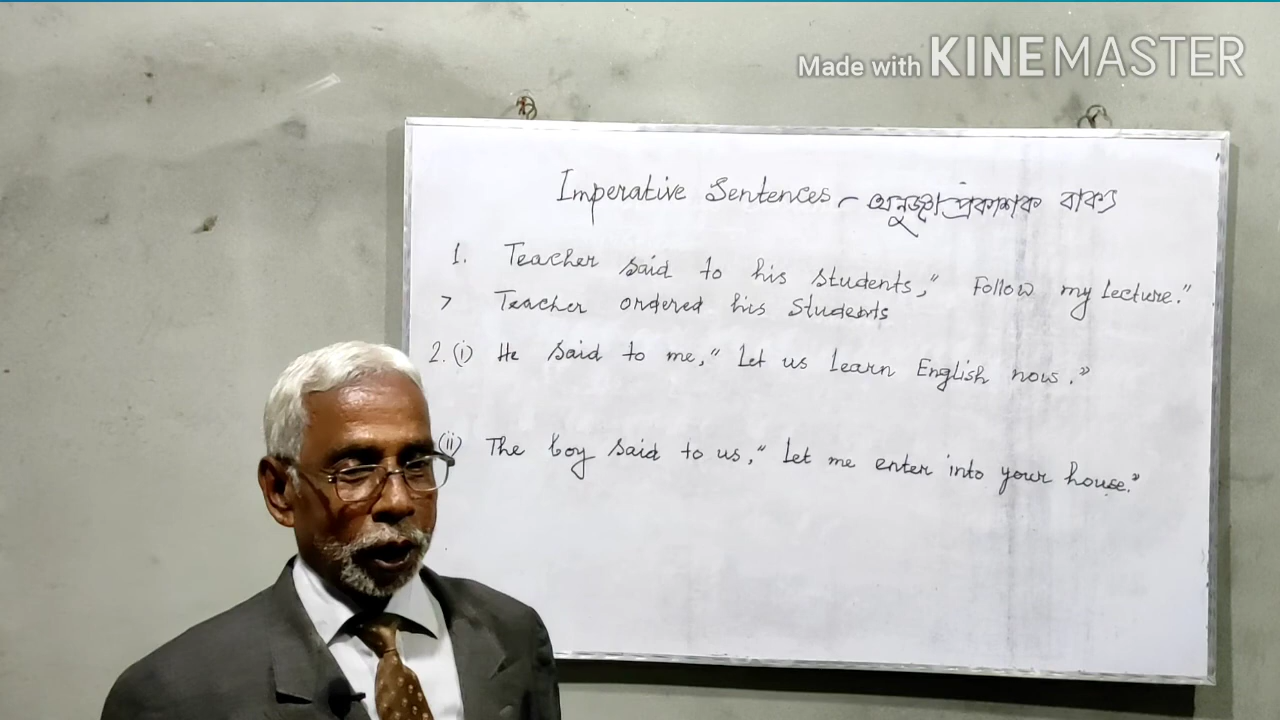 Made with KINEMASTER
Imperative Sentences - অনুজ্ঞা প্রকাশক বাক্য
1. Teacher said to his students," Follow my lecture."
> Teacher ordered his students
2.(i) He said to me," Let us learn English now."
(ii) The boy said to us," Let me enter into your house."